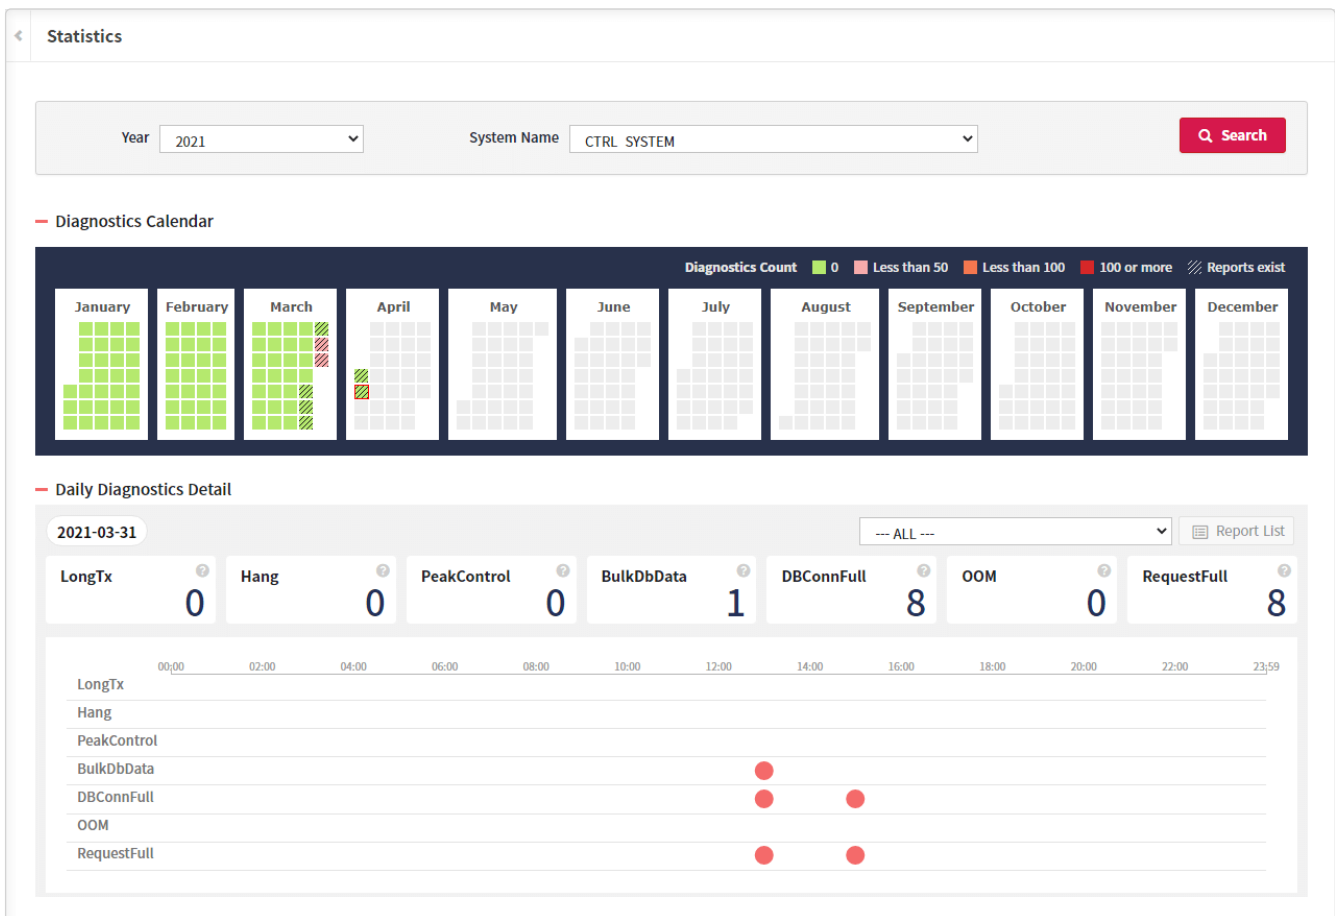 Statistics
Year 2021 System Name CTRL SYSTEM Search
Diagnostics Calendar
Diagnostics Count 0 Less than 50 Less than 100 100 or more Reports exist
January February March April May June July August September October November December
Daily Diagnostics Detail
2021-03-31 --- ALL --- Report List
LongTx ? Hang ? PeakControl ? BulkDbData ? DBConnFull ? OOM ? RequestFull ?
0 0 0 1 8 0 8
00:00 02:00 04:00 06:00 08:00 10:00 12:00 14:00 16:00 18:00 20:00 22:00 23:59
LongTx
Hang
PeakControl
BulkDbData
DBConnFull
OOM
RequestFull